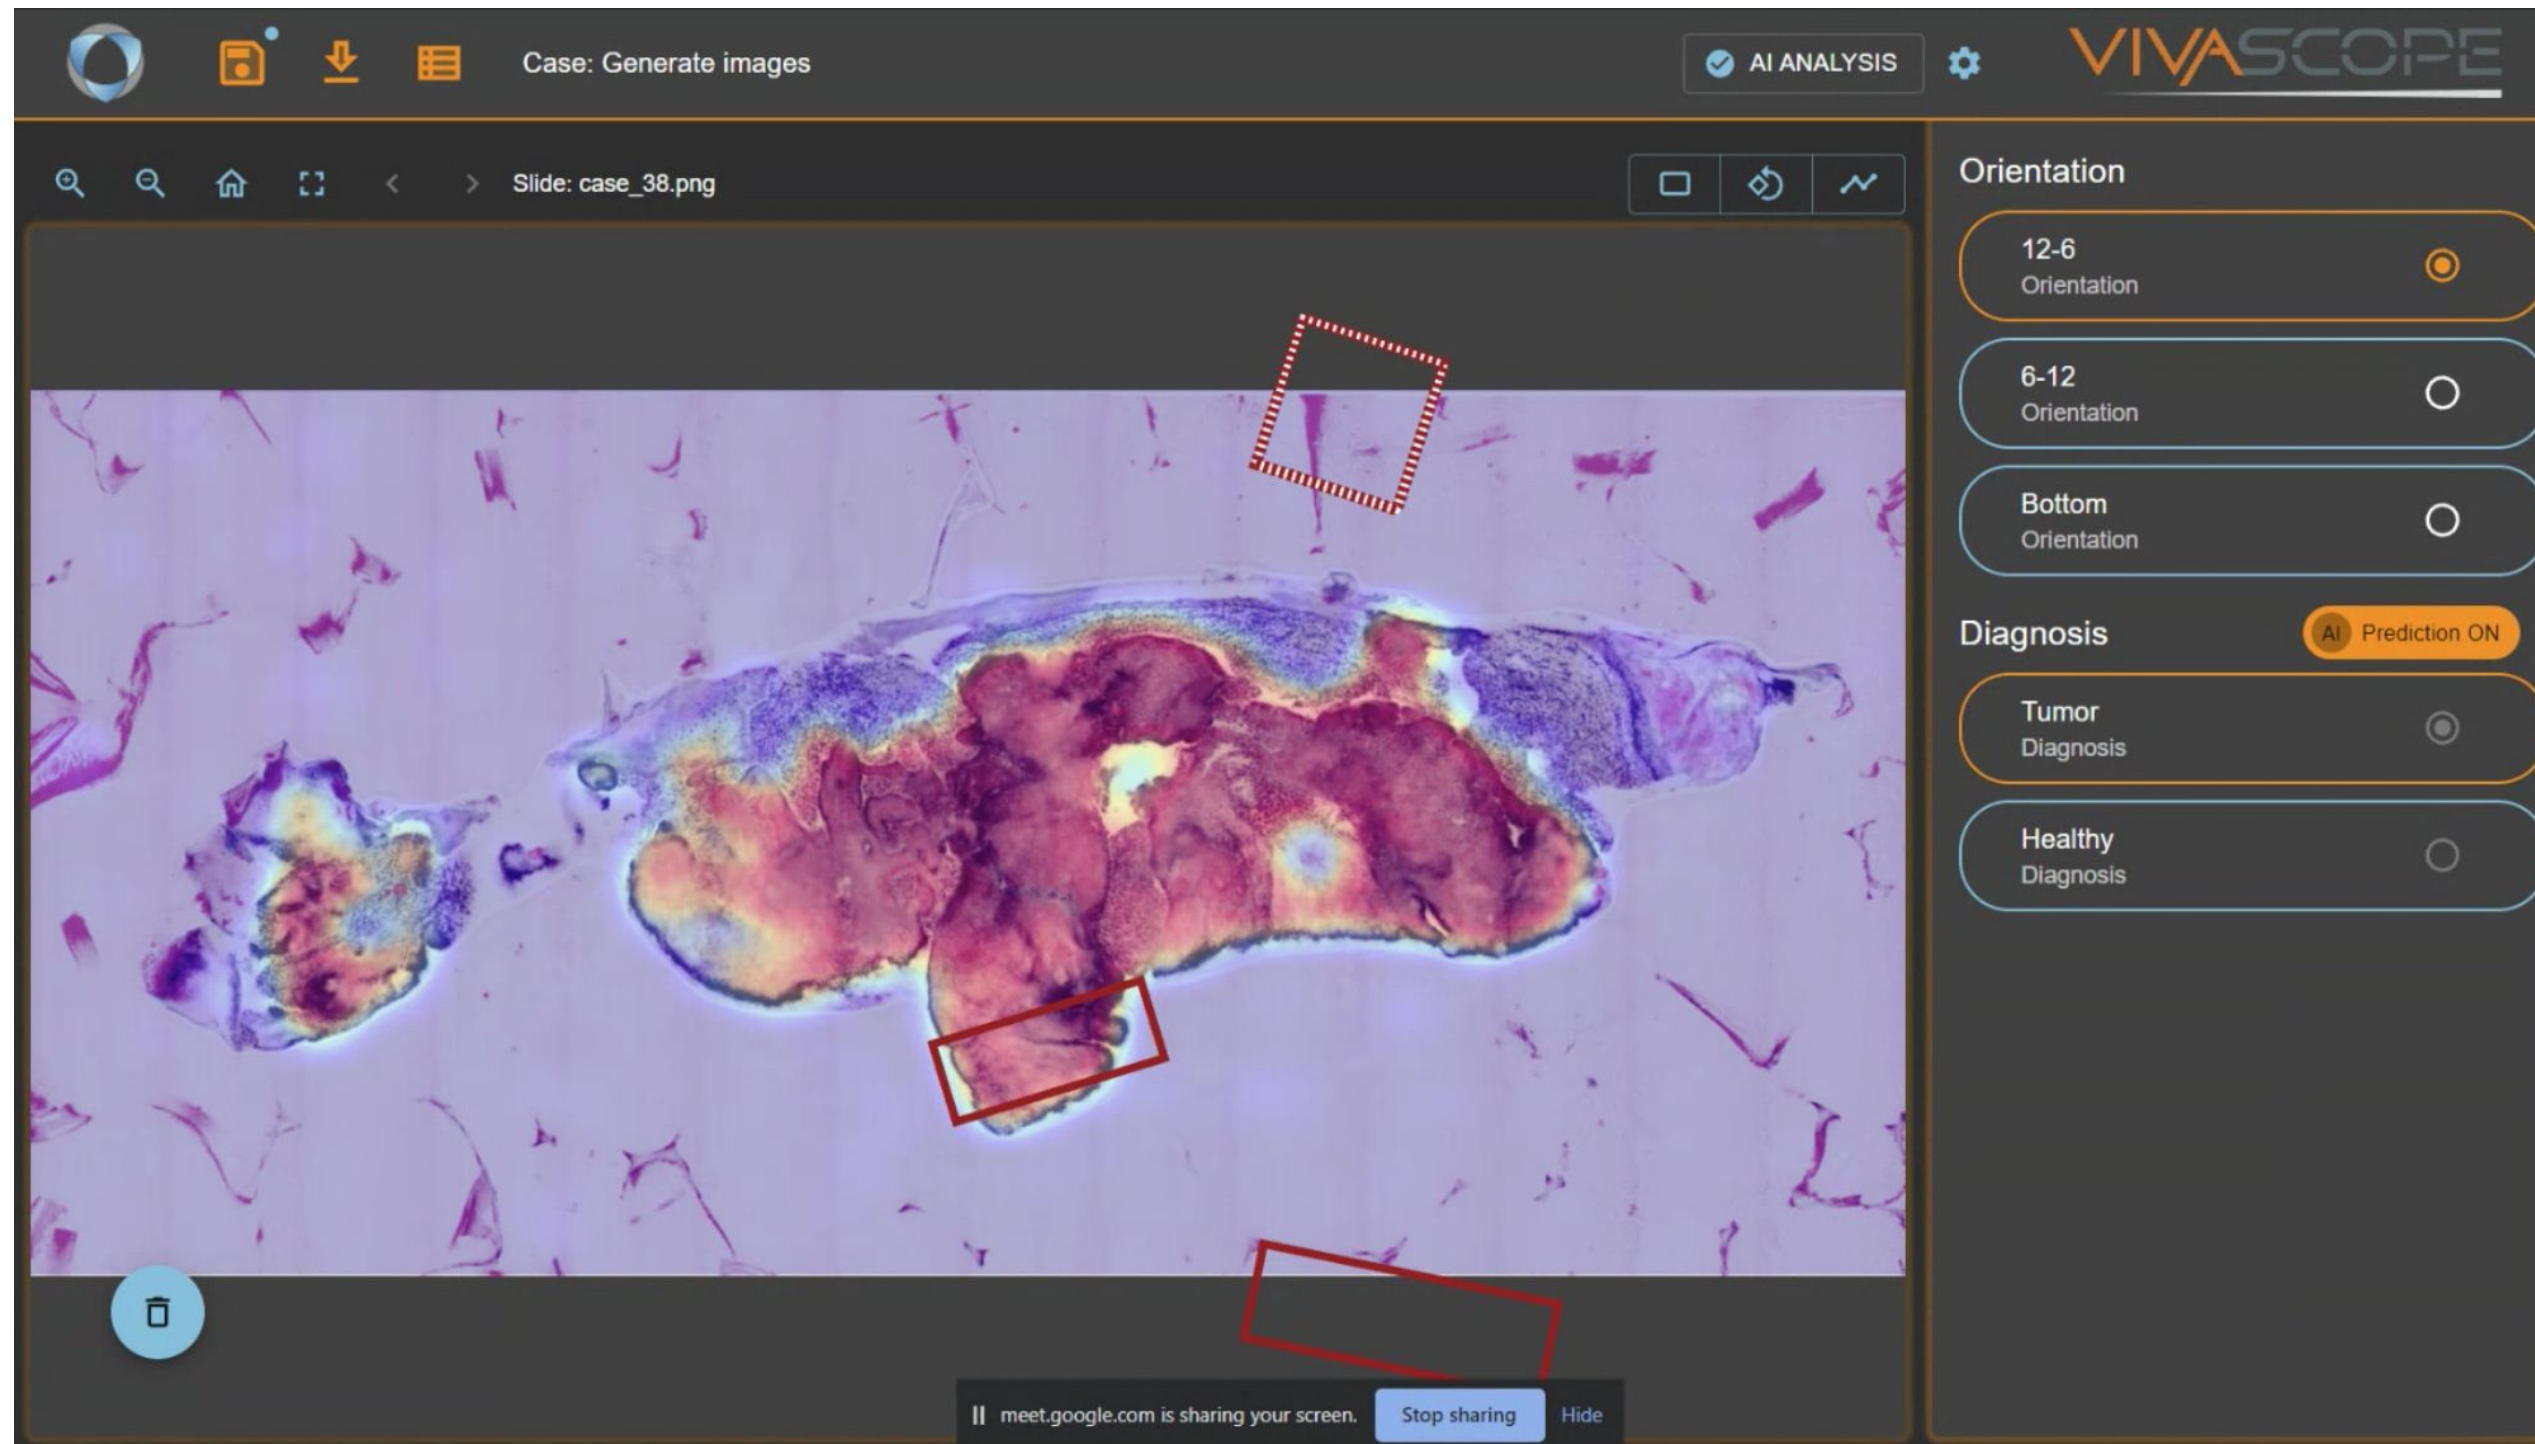 Case: Generate images
AI ANALYSIS
VIVASCOPE
Slide: case_38.png
Orientation
12-6
Orientation
6-12
Orientation
Bottom
Orientation
Diagnosis
AI Prediction ON
Tumor
Diagnosis
Healthy
Diagnosis
meet.google.com is sharing your screen.
Stop sharing
Hide